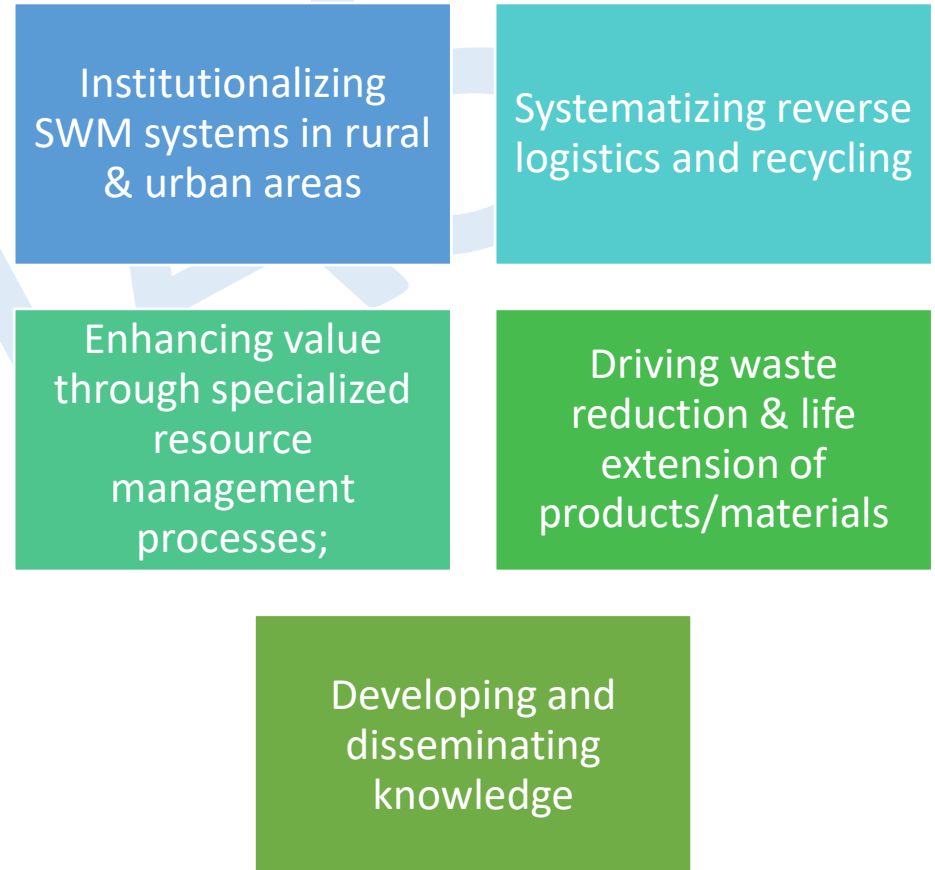 Institutionalizing
SWM systems in rural
& urban areas
Systematizing reverse
logistics and recycling
Enhancing value
through specialized
resource
management
processes;
Driving waste
reduction & life
extension of
products/materials
Developing and
disseminating
knowledge